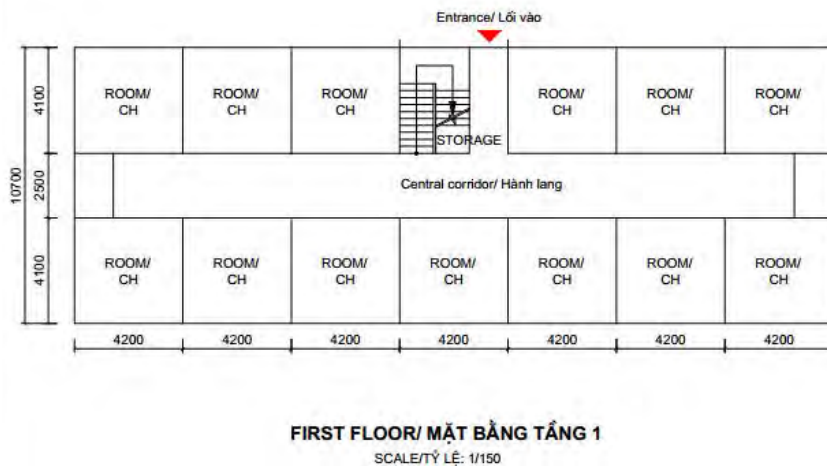 Entrance/ Lối vào
ROOM/
CH
ROOM/
CH
ROOM/
CH
ROOM/
CH
ROOM/
CH
ROOM/
CH
STORAGE
4100
2500
4100
10700
Central corridor/ Hành lang
ROOM/
CH
ROOM/
CH
ROOM/
CH
ROOM/
CH
ROOM/
CH
ROOM/
CH
ROOM/
CH
4200 4200 4200 4200 4200 4200 4200
FIRST FLOOR/ MẶT BẰNG TẦNG 1
SCALE/TỶ LỆ: 1/150